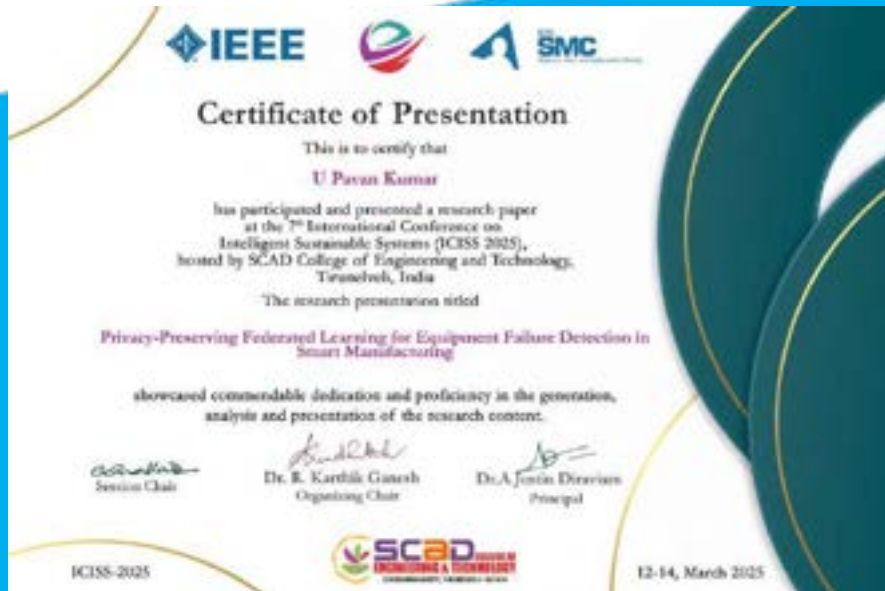 IEEE
SMC
Certificate of Presentation
This is to certify that
U Pavan Kumar
has participated and presented a research paper
at the 7th International Conference on
Intelligent Sustainable Systems (ICISS 2025),
hosted by SCAD College of Engineering and Technology,
Tirunelveli, India
The research presentation titled
Privacy-Preserving Federated Learning for Equipment Failure Detection in
Smart Manufacturing
showcased commendable dedication and proficiency in the generation,
analysis and presentation of the research content.
Session Chair
Dr. R. Karthik Ganesh
Organizing Chair
Dr.A Justin Diraviam
Principal
SCAD
ENGINEERING & TECHNOLOGY
ICISS-2025
12-14, March 2025